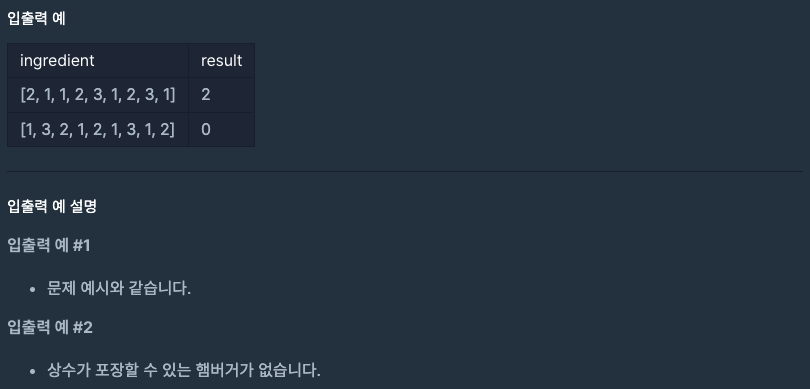 입출력 예
ingredient result
[2, 1, 1, 2, 3, 1, 2, 3, 1] 2
[1, 3, 2, 1, 2, 1, 3, 1, 2] 0
입출력 예 설명
입출력 예 #1
• 문제 예시와 같습니다.
입출력 예 #2
• 상수가 포장할 수 있는 햄버거가 없습니다.